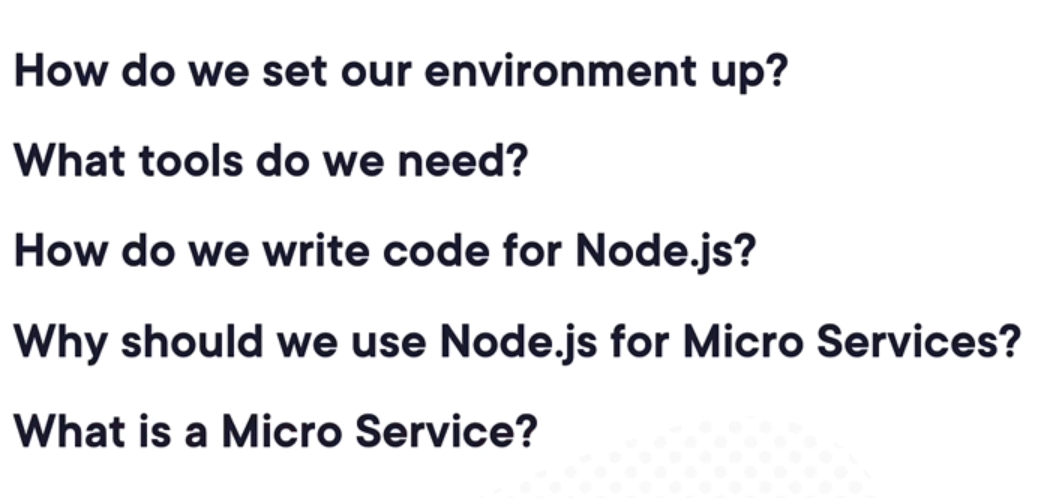 How do we set our environment up?
What tools do we need?
How do we write code for Node.js?
Why should we use Node.js for Micro Services?
What is a Micro Service?